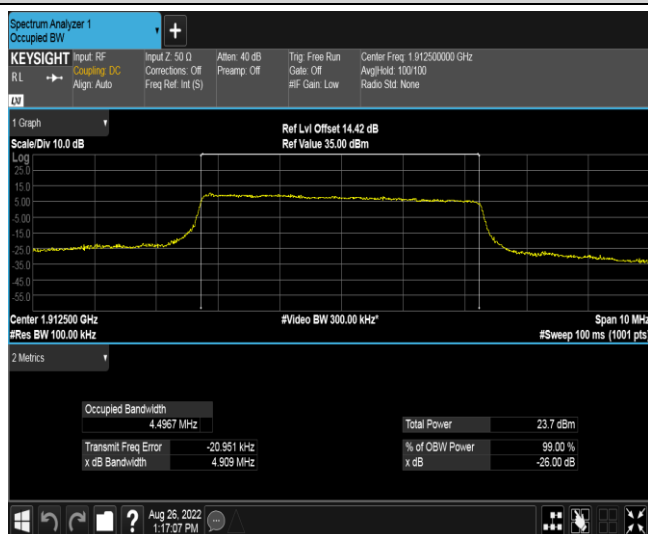 Spectrum Analyzer 1
Occupied BW
+
KEYSIGHT Input: RF Input Z: 50 Ω Atten: 40 dB Trig: Free Run Center Freq: 1.912500000 GHz
R L Coupling: DC Corrections: Off Preamp: Off Gate: Off Avg|Hold: 100/100
Align: Auto Freq Ref: Int (S) #IF Gain: Low Radio Std: None
LXI
1 Graph
Ref Lvl Offset 14.42 dB
Scale/Div 10.0 dB Ref Value 35.00 dBm
Log
25.0
15.0
5.00
-5.00
-15.0
-25.0
-35.0
-45.0
-55.0
Center 1.912500 GHz #Video BW 300.00 kHz* Span 10 MHz
#Res BW 100.00 kHz #Sweep 100 ms (1001 pts)
2 Metrics
Occupied Bandwidth
4.4967 MHz Total Power 23.7 dBm
Transmit Freq Error -20.951 kHz % of OBW Power 99.00 %
x dB Bandwidth 4.909 MHz x dB -26.00 dB
? Aug 26, 2022
1:17:07 PM